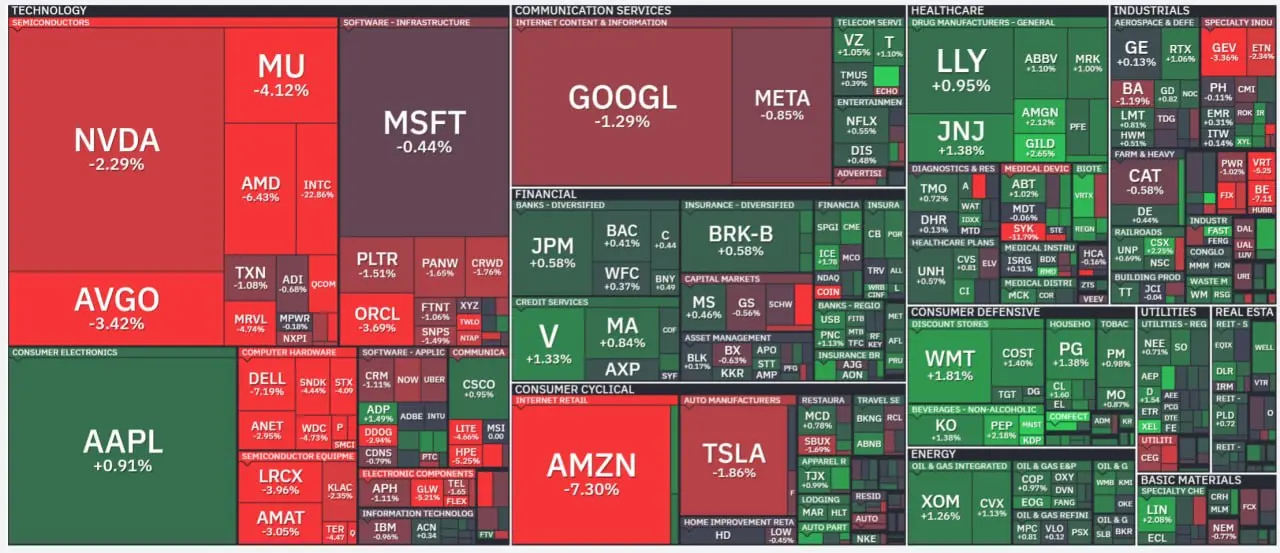 TECHNOLOGY
SEMICONDUCTORS
NVDA
-2.29%
MU
-4.12%
AMD
-6.43%
INTC
-22.86%
AVGO
-3.42%
TXN
-1.08%
ADI
-0.68%
QCOM
MRVL
-4.74%
MPWR
-0.18%
NXPI
SOFTWARE - INFRASTRUCTURE
MSFT
-0.44%
PLTR
-1.51%
PANW
-1.65%
CRWD
-1.76%
ORCL
-3.69%
FTNT
-1.06%
XYZ
TWLO
SNPS
-1.49%
NTAP
CONSUMER ELECTRONICS
AAPL
+0.91%
COMPUTER HARDWARE
DELL
-7.19%
SNDK
-4.44%
STX
-4.09
ANET
-2.95%
WDC
-4.73%
P
SMCI
SEMICONDUCTOR EQUIPME
LRCX
-3.96%
KLAC
-2.35%
AMAT
-3.05%
TER
-4.47
Q
SOFTWARE - APPLIC
CRM
-1.11%
NOW
UBER
ADP
+1.49%
ADBE
INTU
DDOG
-2.94%
CDNS
-0.79%
PTC
COMMUNICA
CSCO
+0.95%
LITE
-4.66%
MSI
0.00
HPE
-5.25%
ELECTRONIC COMPONENTS
APH
-1.11%
GLW
-5.21%
TEL
-1.65
FLEX
INFORMATION TECHNOLOG
IBM
-0.96%
ACN
+0.34
FTV
COMMUNICATION SERVICES
INTERNET CONTENT & INFORMATION
GOOGL
-1.29%
META
-0.85%
TELECOM SERVI
VZ
+1.05%
T
+1.10%
TMUS
+0.39%
ECHO
ENTERTAINMEN
NFLX
+0.55%
DIS
+0.48%
ADVERTISI
FINANCIAL
BANKS - DIVERSIFIED
JPM
+0.58%
BAC
+0.41%
C
+0.44
WFC
+0.37%
BNY
+0.49
INSURANCE - DIVERSIFIED
BRK-B
+0.58%
FINANCIA
SPGI
CME
ICE
+1.78
MCO
NDAQ
COIN
INSURA
CB
PGR
TRV
ALL
WRB
L
CINF
CREDIT SERVICES
V
+1.33%
MA
+0.84%
COF
AXP
SYF
CAPITAL MARKETS
MS
+0.46%
GS
-0.56%
SCHW
ASSET MANAGEMENT
BLK
+0.17%
BX
-0.63%
APO
STT
KKR
AMP
PFG
BANKS - REGIO
USB
FITB
PNC
+1.13%
MTB
RF
TFC
KEY
MET
AFL
PRU
INSURANCE BR
AJG
AON
CONSUMER CYCLICAL
INTERNET RETAIL
AMZN
-7.30%
AUTO MANUFACTURERS
TSLA
-1.86%
F
HOME IMPROVEMENT RETA
HD
LOW
-0.45%
RESTAURA
MCD
+0.78%
SBUX
-1.69%
TRAVEL SE
BKNG
RCL
ABNB
APPAREL R
TJX
+0.99%
LODGING
MAR
HLT
RESID
AUTO
AUTO PART
NKE
HEALTHCARE
DRUG MANUFACTURERS - GENERAL
LLY
+0.95%
ABBV
+1.10%
MRK
+1.00%
JNJ
+1.38%
AMGN
+2.12%
PFE
GILD
+2.65%
DIAGNOSTICS & RES
TMO
+0.72%
A
WAT
DHR
+0.13%
IDXX
MTD
MEDICAL DEVIC
ABT
+1.02%
MDT
-0.06%
SYK
-11.79%
STE
BIOTE
VRTX
REGN
HEALTHCARE PLANS
UNH
+0.57%
CVS
+0.81
ELV
CI
MEDICAL INSTRU
ISRG
+0.11%
BDX
RMD
HCA
-0.16%
MEDICAL DISTRI
MCK
COR
ZTS
VEEV
INDUSTRIALS
AEROSPACE & DEFE
GE
+0.13%
RTX
+1.06%
BA
-1.19%
GD
+0.82
NOC
LMT
+0.81%
TDG
HWM
+0.51%
SPECIALTY INDU
GEV
-3.36%
ETN
-2.34%
PH
-0.11%
CMI
EMR
+0.31%
ROK
IR
ITW
+0.14%
XYL
FARM & HEAVY
CAT
-0.58%
DE
+0.44%
PWR
-1.02%
VRT
-5.25
FIX
BE
-7.11
HUBB
RAILROADS
UNP
+0.69%
CSX
+2.25%
NSC
INDUSTR
FAST
FERG
DAL
UAL
LUV
CONGLO
MMM
HON
URI
BUILDING PROD
TT
JCI
-0.04
WASTE M
WM
RSG
CONSUMER DEFENSIVE
DISCOUNT STORES
WMT
+1.81%
COST
+1.40%
TGT
DG
HOUSEHO
PG
+1.38%
CL
+1.60
EL
TOBAC
PM
+0.98%
MO
+0.87%
BEVERAGES - NON-ALCOHOLIC
KO
+1.38%
PEP
+2.18%
MNST
KDP
CONFECT
ADM
KR
ENERGY
OIL & GAS INTEGRATED
XOM
+1.26%
CVX
+1.13%
OIL & GAS E&P
COP
+0.97%
OXY
DVN
EOG
FANG
OIL & G
WMB
KMI
OKE
OIL & GAS REFINI
MPC
+0.81
VLO
+0.12
PSX
OIL & G
SLB
BKR
UTILITIES
UTILITIES - REG
NEE
+0.71%
SO
AEP
D
+1.54
AEE
PCG
ETR
DTE
XEL
FE
UTILITI
CEG
REAL ESTA
REIT - S
EQIX
WELL
DLR
IRM
VTR
REIT -
PLD
+0.72
O
REIT -
BASIC MATERIALS
SPECIALTY CHE
LIN
+2.08%
ECL
CRH
MLM
FCX
NEM
-0.77%